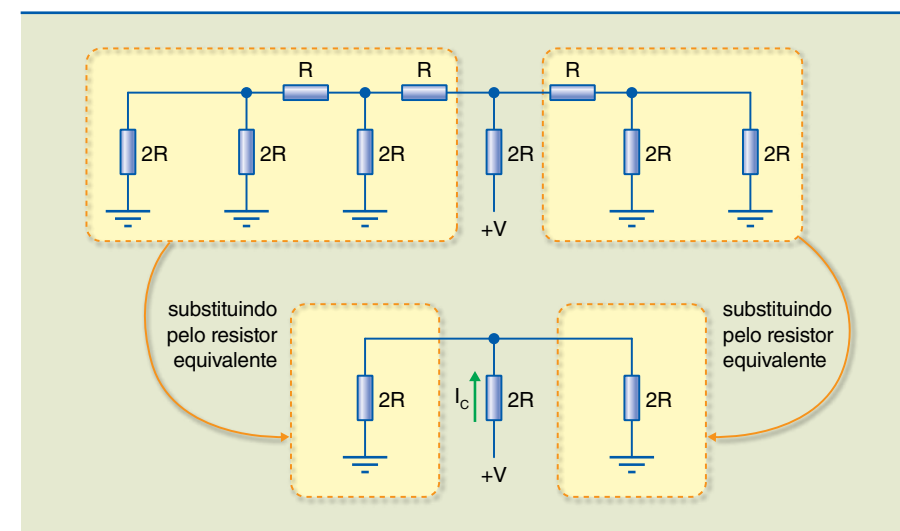 R
R
R
2R
2R
2R
2R
2R
2R
+V
substituindo
pelo resistor
equivalente
substituindo
pelo resistor
equivalente
2R
I_C
2R
2R
+V